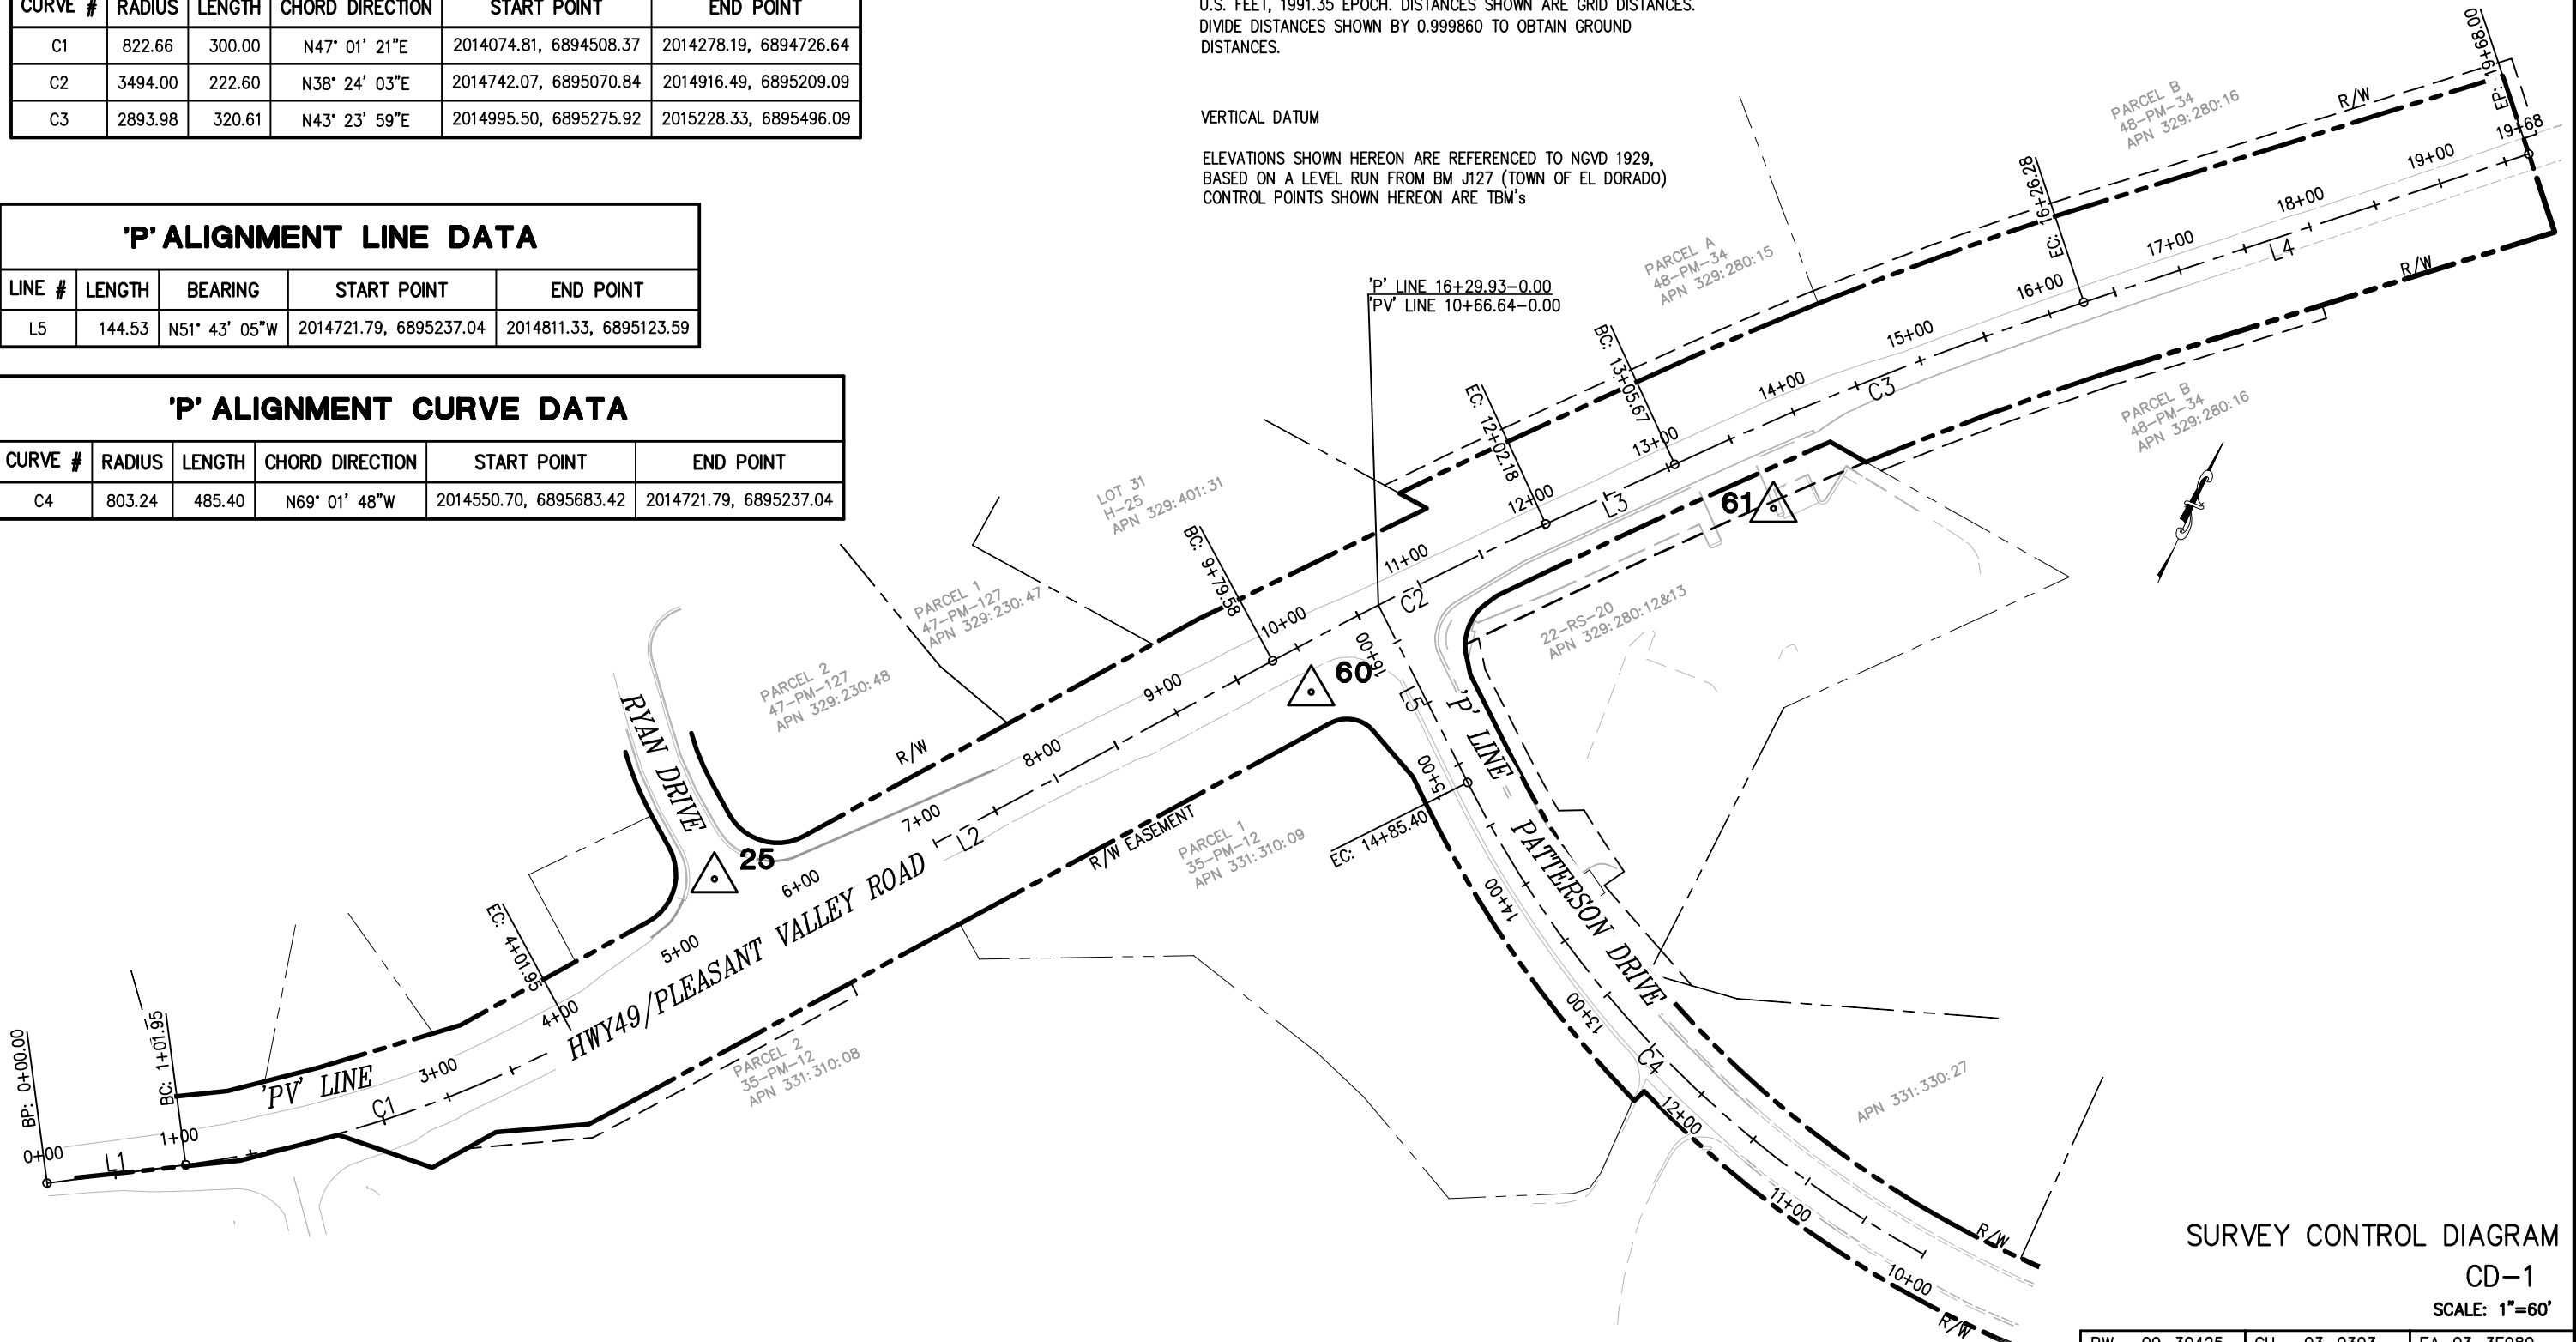 CURVE # RADIUS LENGTH CHORD DIRECTION START POINT END POINT
C1 822.66 300.00 N47° 01' 21"E 2014074.81, 6894508.37 2014278.19, 6894726.64
C2 3494.00 222.60 N38° 24' 03"E 2014742.07, 6895070.84 2014916.49, 6895209.09
C3 2893.98 320.61 N43° 23' 59"E 2014995.50, 6895275.92 2015228.33, 6895496.09
'P' ALIGNMENT LINE DATA
LINE # LENGTH BEARING START POINT END POINT
L5 144.53 N51° 43' 05"W 2014721.79, 6895237.04 2014811.33, 6895123.59
'P' ALIGNMENT CURVE DATA
CURVE # RADIUS LENGTH CHORD DIRECTION START POINT END POINT
C4 803.24 485.40 N69° 01' 48"W 2014550.70, 6895683.42 2014721.79, 6895237.04
U.S. FEET, 1991.35 EPOCH. DISTANCES SHOWN ARE GRID DISTANCES.
DIVIDE DISTANCES SHOWN BY 0.999860 TO OBTAIN GROUND
DISTANCES.
VERTICAL DATUM
ELEVATIONS SHOWN HEREON ARE REFERENCED TO NGVD 1929,
BASED ON A LEVEL RUN FROM BM J127 (TOWN OF EL DORADO)
CONTROL POINTS SHOWN HEREON ARE TBM's
'P' LINE 16+29.93-0.00
'PV' LINE 10+66.64-0.00
BP: 0+00.00
0+00
L1
BC: 1+01.95
1+00
'PV' LINE
C1
3+00
EC: 4+01.95
4+00
HWY49/PLEASANT VALLEY ROAD
5+00
RYAN DRIVE
25
6+00
7+00
L2
8+00
R/W
9+00
R/W EASEMENT
BC: 9+79.58
10+00
60
11+00
C2
EC: 12+02.18
12+00
L3
BC: 13+05.67
13+00
61
14+00
C3
15+00
16+00
EC: 16+26.28
17+00
L4
18+00
19+00
19+68
EP: 19+68.00
R/W
R/W
PARCEL 2
47-PM-127
APN 329:230:48
PARCEL 1
47-PM-127
APN 329:230:47
LOT 31
H-25
APN 329:401:31
PARCEL A
48-PM-34
APN 329:280:15
PARCEL B
48-PM-34
APN 329:280:16
PARCEL B
48-PM-34
APN 329:280:16
22-RS-20
APN 329:280:12&13
PARCEL 1
35-PM-12
APN 331:310:09
PARCEL 2
35-PM-12
APN 331:310:08
APN 331:330:27
16+00
L5
'P' LINE
15+00
EC: 14+85.40
PATTERSON DRIVE
14+00
13+00
C4
12+00
11+00
10+00
R/W
R/W
SURVEY CONTROL DIAGRAM
CD-1
SCALE: 1"=60'